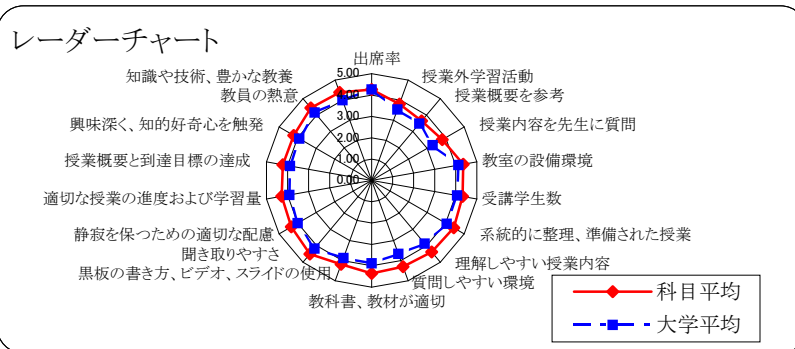 レーダーチャート
出席率
授業外学習活動
授業概要を参考
授業内容を先生に質問
教室の設備環境
受講学生数
系統的に整理、準備された授業
理解しやすい授業内容
質問しやすい環境
教科書、教材が適切
黒板の書き方、ビデオ、スライドの使用
聞き取りやすさ
静寂を保つための適切な配慮
適切な授業の進度および学習量
授業概要と到達目標の達成
興味深く、知的好奇心を触発
教員の熱意
知識や技術、豊かな教養
5.00
4.00
3.00
2.00
1.00
0.00
科目平均
大学平均